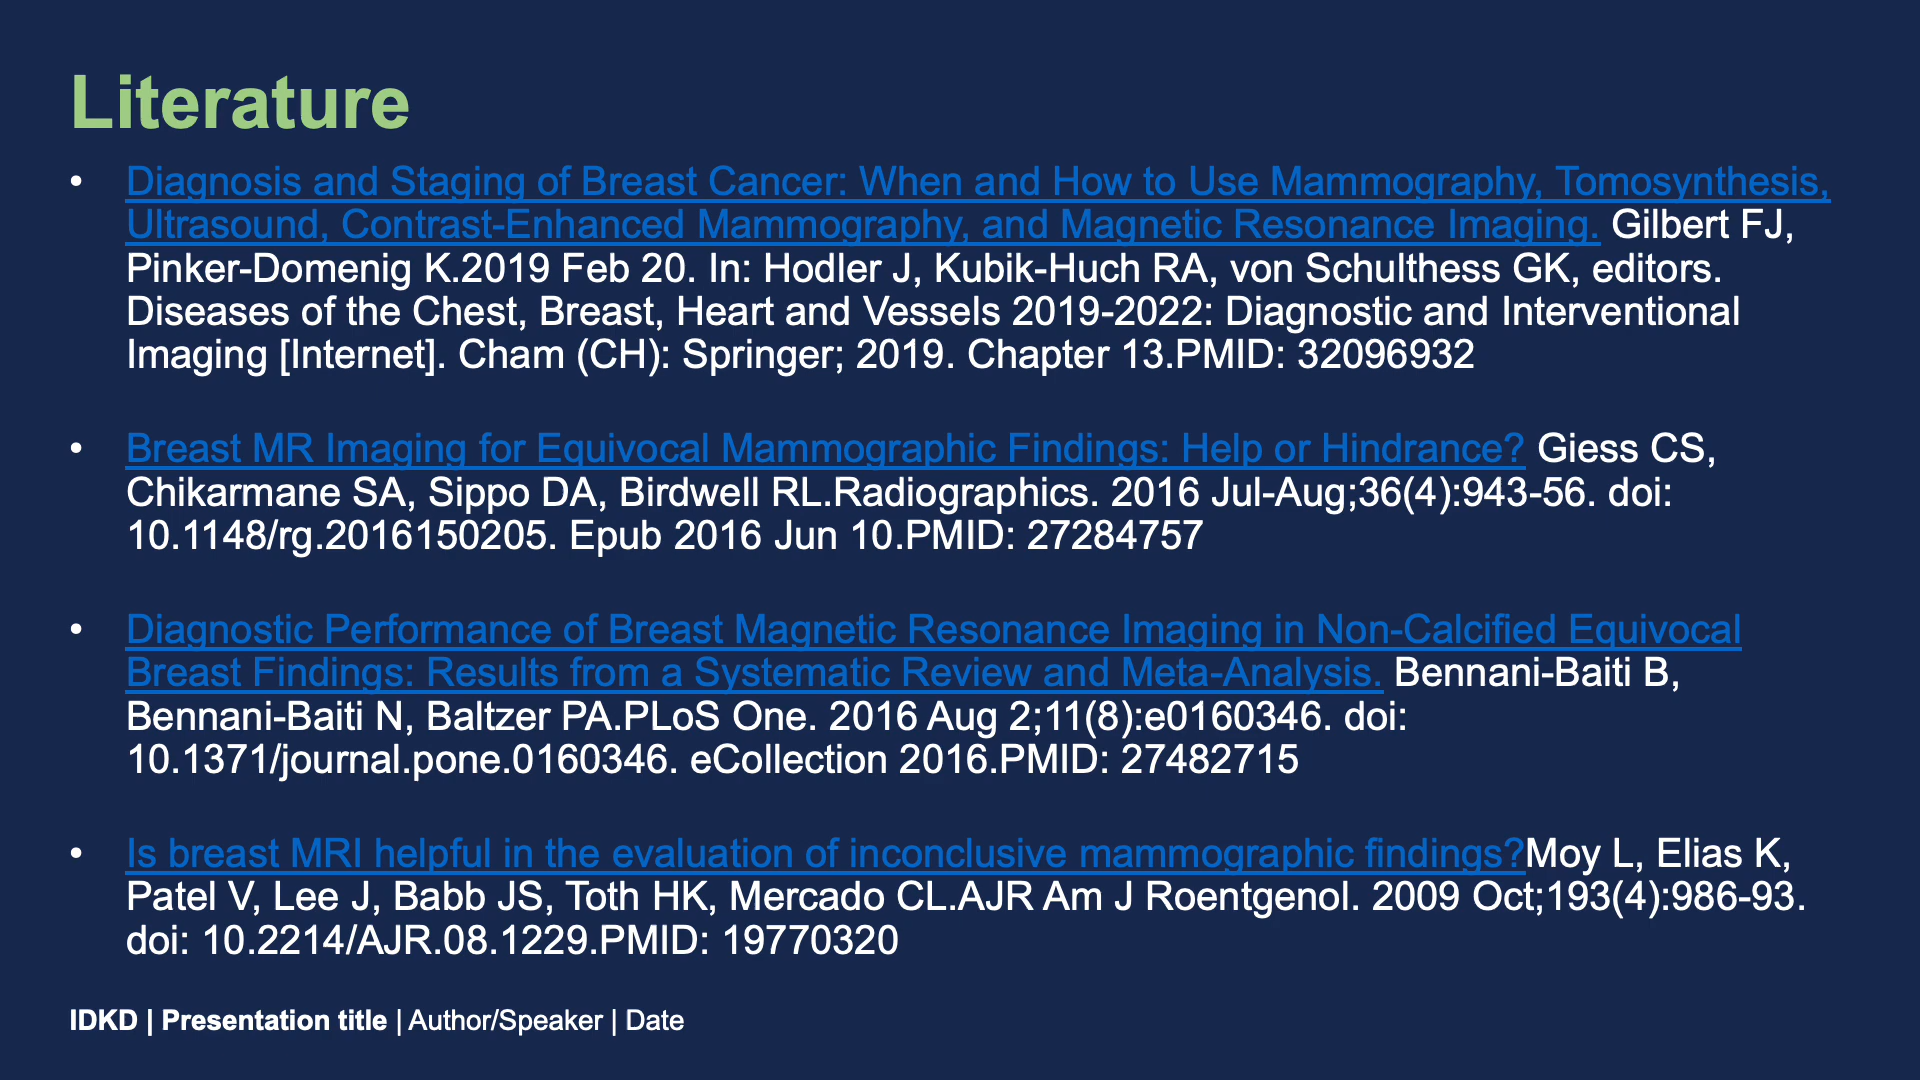 Literature
• Diagnosis and Staging of Breast Cancer: When and How to Use Mammography, Tomosynthesis,
Ultrasound, Contrast-Enhanced Mammography, and Magnetic Resonance Imaging. Gilbert FJ,
Pinker-Domenig K.2019 Feb 20. In: Hodler J, Kubik-Huch RA, von Schulthess GK, editors.
Diseases of the Chest, Breast, Heart and Vessels 2019-2022: Diagnostic and Interventional
Imaging [Internet]. Cham (CH): Springer; 2019. Chapter 13.PMID: 32096932
• Breast MR Imaging for Equivocal Mammographic Findings: Help or Hindrance? Giess CS,
Chikarmane SA, Sippo DA, Birdwell RL.Radiographics. 2016 Jul-Aug;36(4):943-56. doi:
10.1148/rg.2016150205. Epub 2016 Jun 10.PMID: 27284757
• Diagnostic Performance of Breast Magnetic Resonance Imaging in Non-Calcified Equivocal
Breast Findings: Results from a Systematic Review and Meta-Analysis. Bennani-Baiti B,
Bennani-Baiti N, Baltzer PA.PLoS One. 2016 Aug 2;11(8):e0160346. doi:
10.1371/journal.pone.0160346. eCollection 2016.PMID: 27482715
• Is breast MRI helpful in the evaluation of inconclusive mammographic findings?Moy L, Elias K,
Patel V, Lee J, Babb JS, Toth HK, Mercado CL.AJR Am J Roentgenol. 2009 Oct;193(4):986-93.
doi: 10.2214/AJR.08.1229.PMID: 19770320
IDKD | Presentation title | Author/Speaker | Date